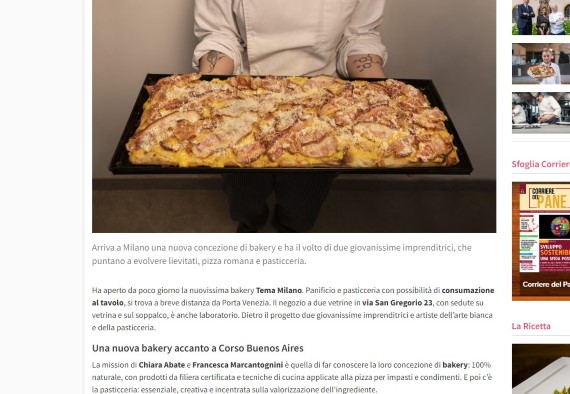 Arriva a Milano una nuova concezione di bakery e ha il volto di due giovanissime imprenditrici, che
puntano a evolvere lievitati, pizza romana e pasticceria.
Ha aperto da poco giorno la nuovissima bakery Tema Milano. Panificio e pasticceria con possibilità di consumazione
al tavolo, si trova a breve distanza da Porta Venezia. Il negozio a due vetrine in via San Gregorio 23, con sedute su
vetrina e sul soppalco, è anche laboratorio. Dietro il progetto due giovanissime imprenditrici e artiste dell'arte bianca
e della pasticceria.
Una nuova bakery accanto a Corso Buenos Aires
La mission di Chiara Abate e Francesca Marcantognini è quella di far conoscere la loro concezione di bakery: 100%
naturale, con prodotti da filiera certificata e tecniche di cucina applicate alla pizza per impasti e condimenti. E poi c'è
la pasticceria: essenziale, creativa e incentrata sulla valorizzazione dell'ingrediente.
Sfoglia Corrier
CORRIERE
DEL
PANE
SVILUPPO
SOSTENIB
Corriere del Pa
La Ricetta